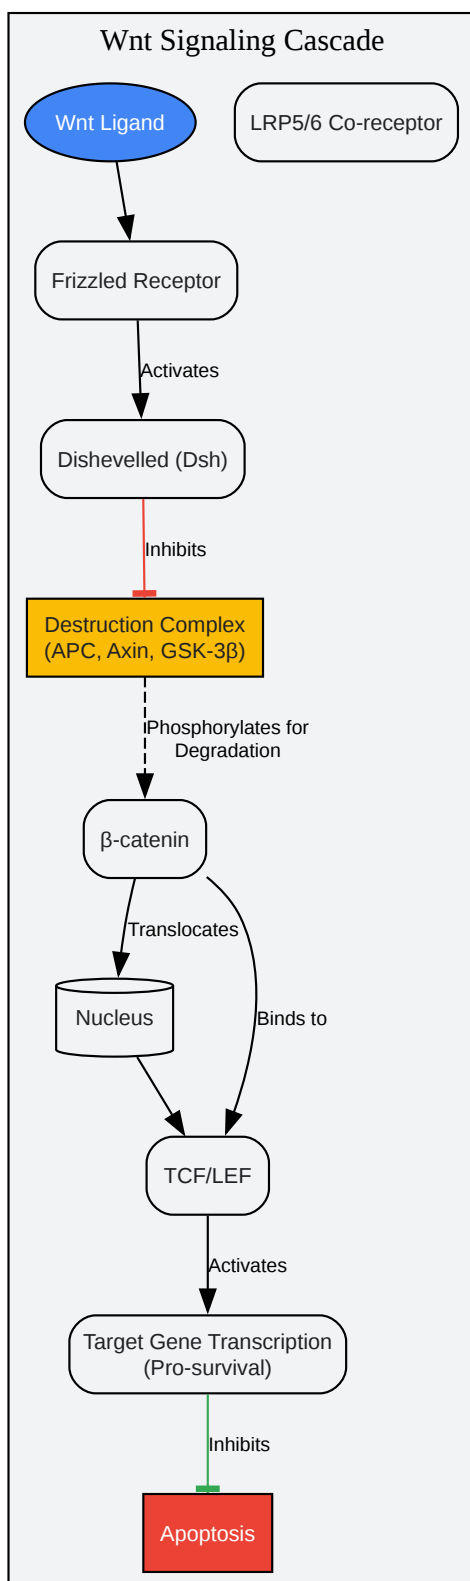 Wnt Signaling Cascade
Wnt Ligand
LRP5/6 Co-receptor
Frizzled Receptor
Activates
Dishevelled (Dsh)
Inhibits
Destruction Complex
(APC, Axin, GSK-3β)
Phosphorylates for
Degradation
β-catenin
Translocates
Nucleus
Binds to
TCF/LEF
Activates
Target Gene Transcription
(Pro-survival)
Inhibits
Apoptosis